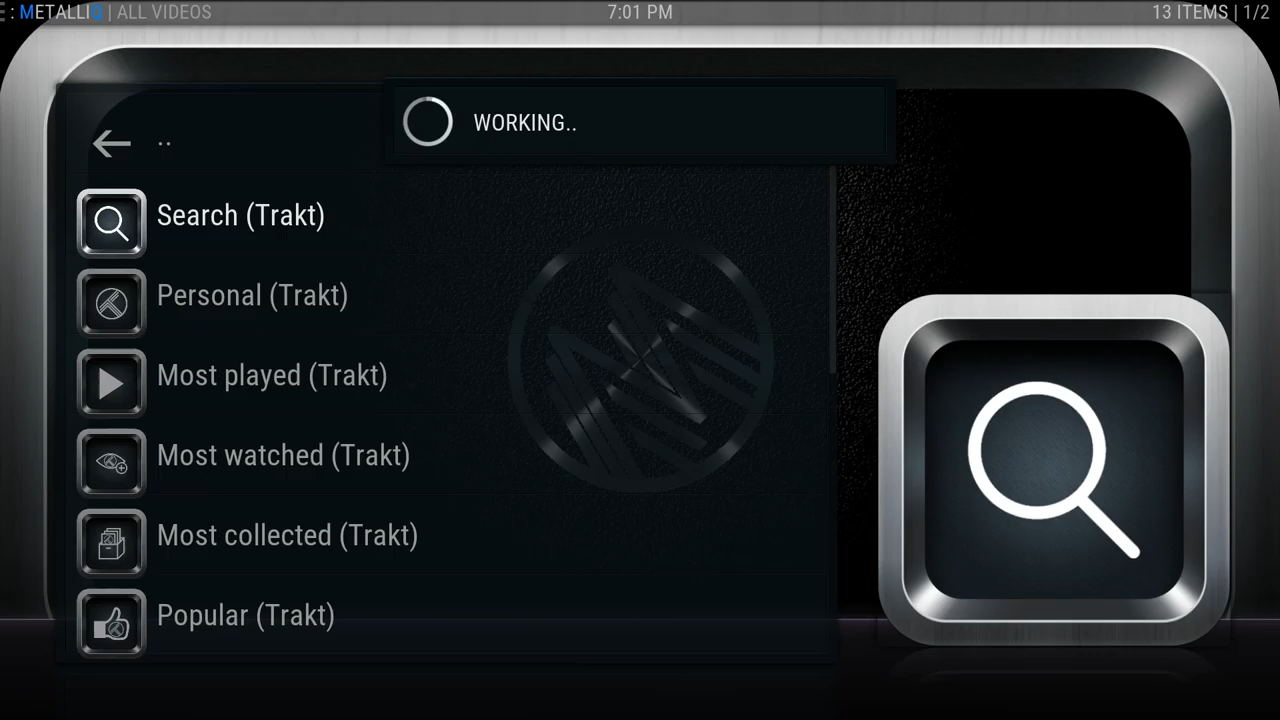 : METALLIQ | ALL VIDEOS
7:01 PM
13 ITEMS | 1/2
WORKING..
..
Search (Trakt)
Personal (Trakt)
Most played (Trakt)
Most watched (Trakt)
Most collected (Trakt)
Popular (Trakt)